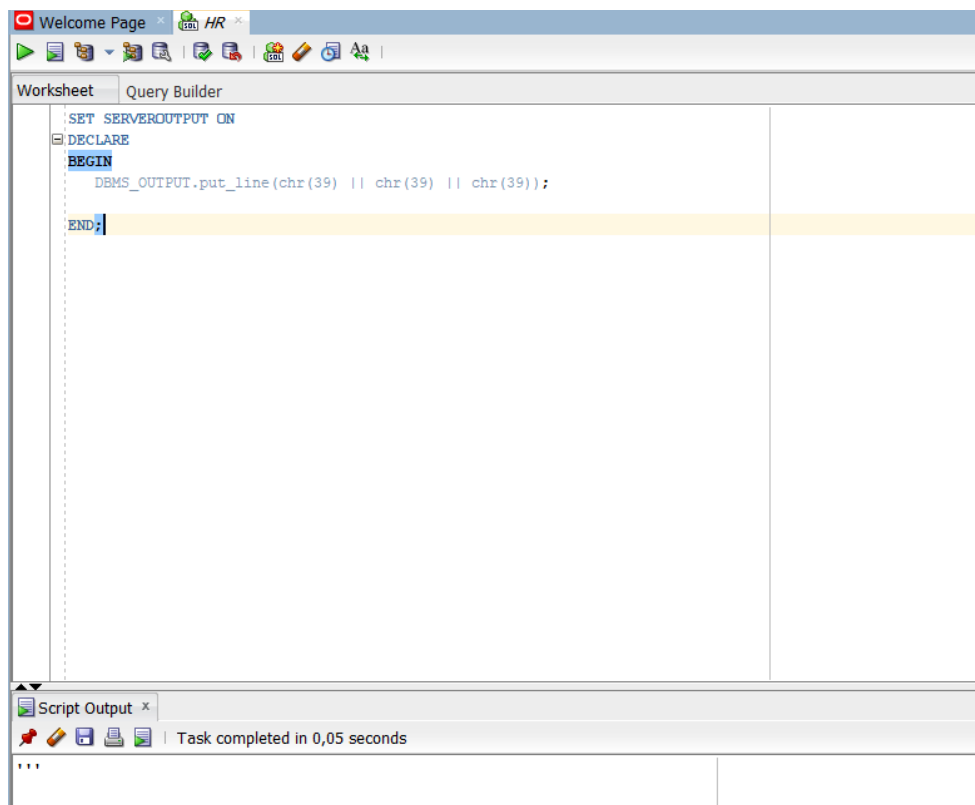 Welcome Page HR
Worksheet Query Builder
SET SERVEROUTPUT ON
DECLARE
BEGIN
DBMS_OUTPUT.put_line(chr(39) || chr(39) || chr(39));
END;
Script Output x
Task completed in 0,05 seconds
'''